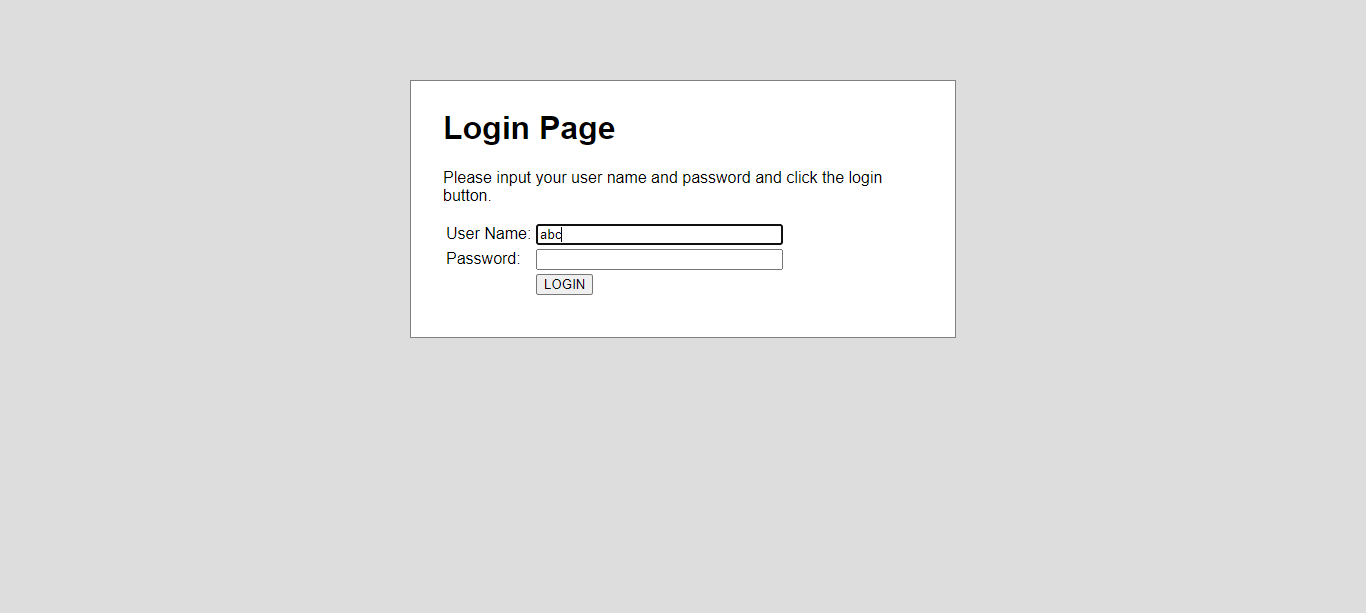 Login Page
Please input your user name and password and click the login
button.
User Name: abc
Password:
LOGIN